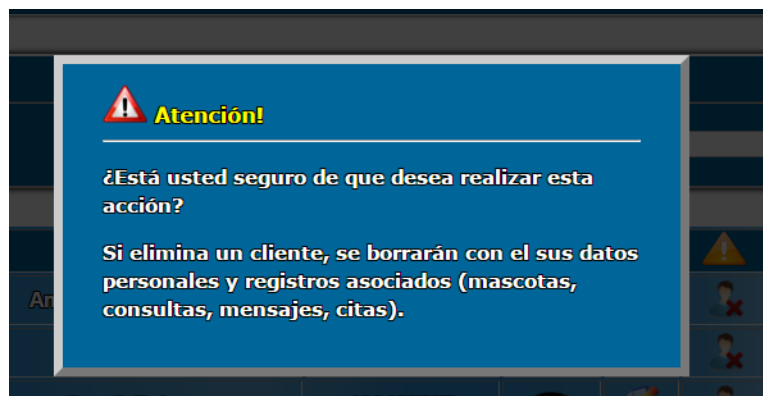 Atención!
¿Está usted seguro de que desea realizar esta
acción?
Si elimina un cliente, se borrarán con el sus datos
personales y registros asociados (mascotas,
consultas, mensajes, citas).
An